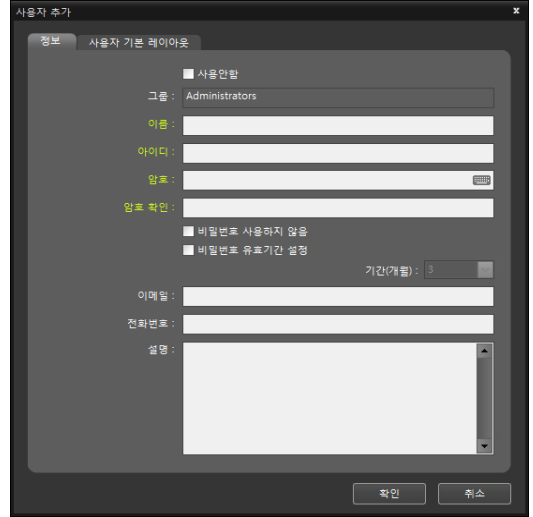 사용자 추가
정보 사용자 기본 레이아웃
사용안함
그룹 : Administrators
이름 :
아이디 :
암호 :
암호 확인 :
비밀번호 사용하지 않음
비밀번호 유효기간 설정
기간(개월) : 3
이메일 :
전화번호 :
설명 :
확인 취소